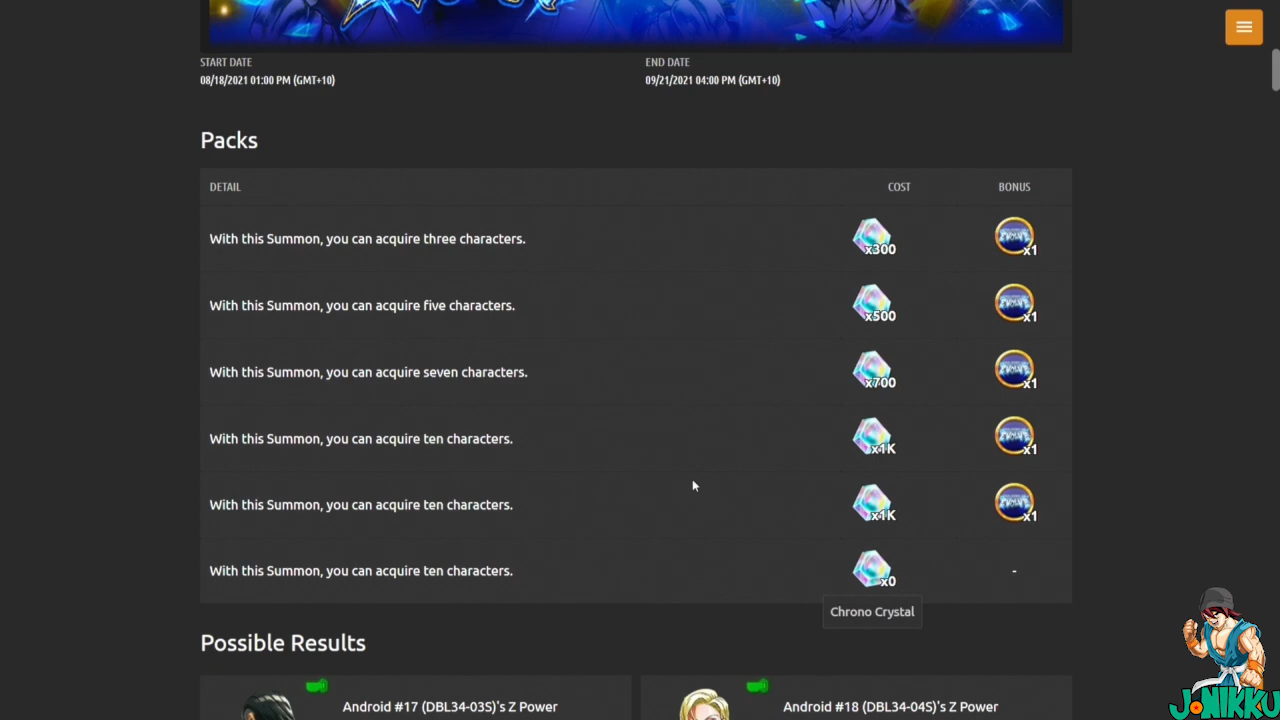 START DATE
END DATE
08/18/2021 01:00 PM (GMT+10)
09/21/2021 04:00 PM (GMT+10)
Packs
DETAIL
COST
BONUS
With this Summon, you can acquire three characters.
x300
x1
With this Summon, you can acquire five characters.
x500
x1
With this Summon, you can acquire seven characters.
x700
x1
With this Summon, you can acquire ten characters.
x1K
x1
With this Summon, you can acquire ten characters.
x1K
x1
With this Summon, you can acquire ten characters.
x0
-
Chrono Crystal
Possible Results
Android #17 (DBL34-03S)'s Z Power
Android #18 (DBL34-04S)'s Z Power
JONIKKU